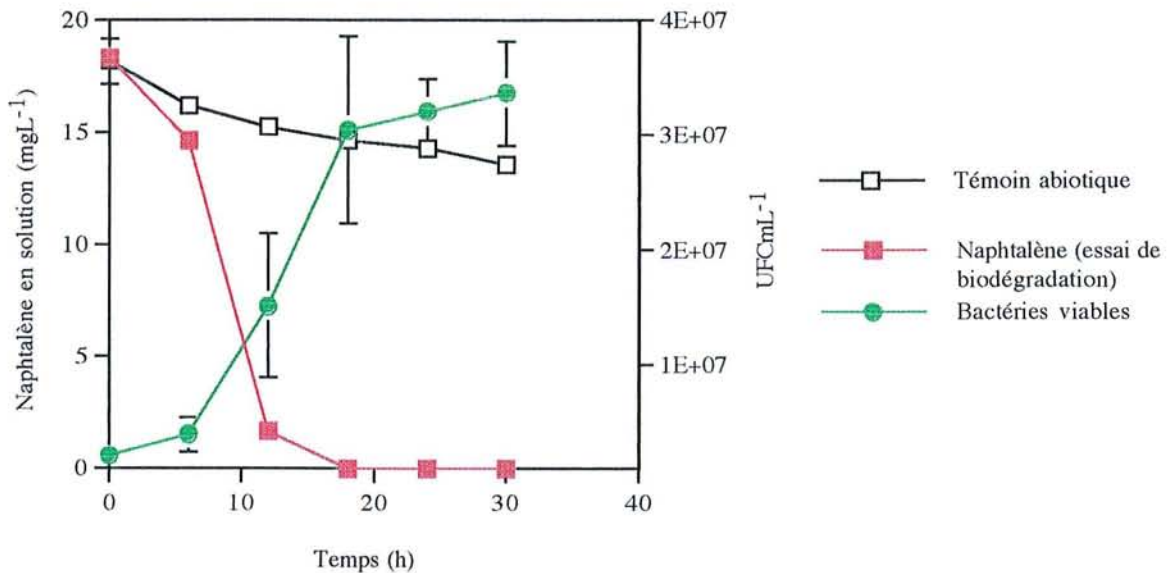 20
15
10
5
0
Naphtalène en solution (mgL-1)
0
10
20
30
40
Temps (h)
4E+07
3E+07
2E+07
1E+07
UFCmL-1
Témoin abiotique
Naphtalène (essai de
biodégradation)
Bactéries viables